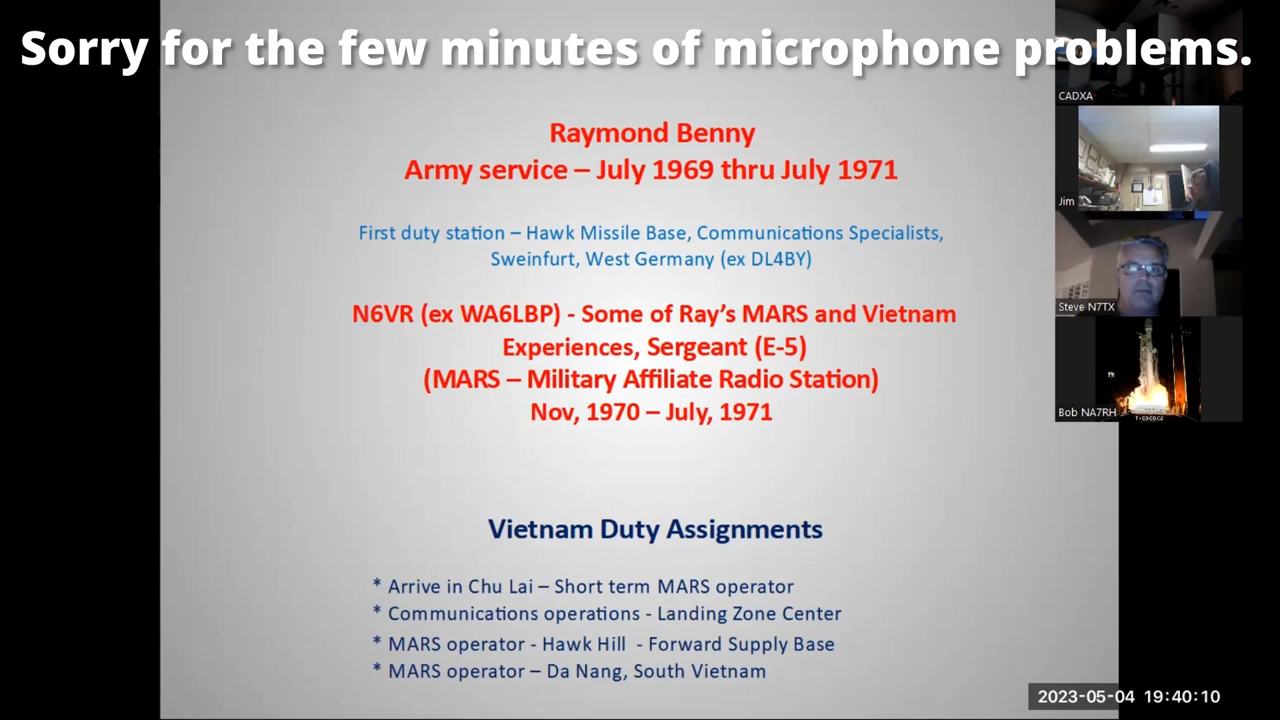 Sorry for the few minutes of microphone problems.
CADXA
Raymond Benny
Army service – July 1969 thru July 1971
Jim
First duty station – Hawk Missile Base, Communications Specialists,
Sweinfurt, West Germany (ex DL4BY)
N6VR (ex WA6LBP) - Some of Ray’s MARS and Vietnam
Experiences, Sergeant (E-5)
(MARS – Military Affiliate Radio Station)
Nov, 1970 – July, 1971
Steve N7TX
Bob NA7RH
Vietnam Duty Assignments
* Arrive in Chu Lai – Short term MARS operator
* Communications operations - Landing Zone Center
* MARS operator - Hawk Hill - Forward Supply Base
* MARS operator – Da Nang, South Vietnam
2023-05-04 19:40:10